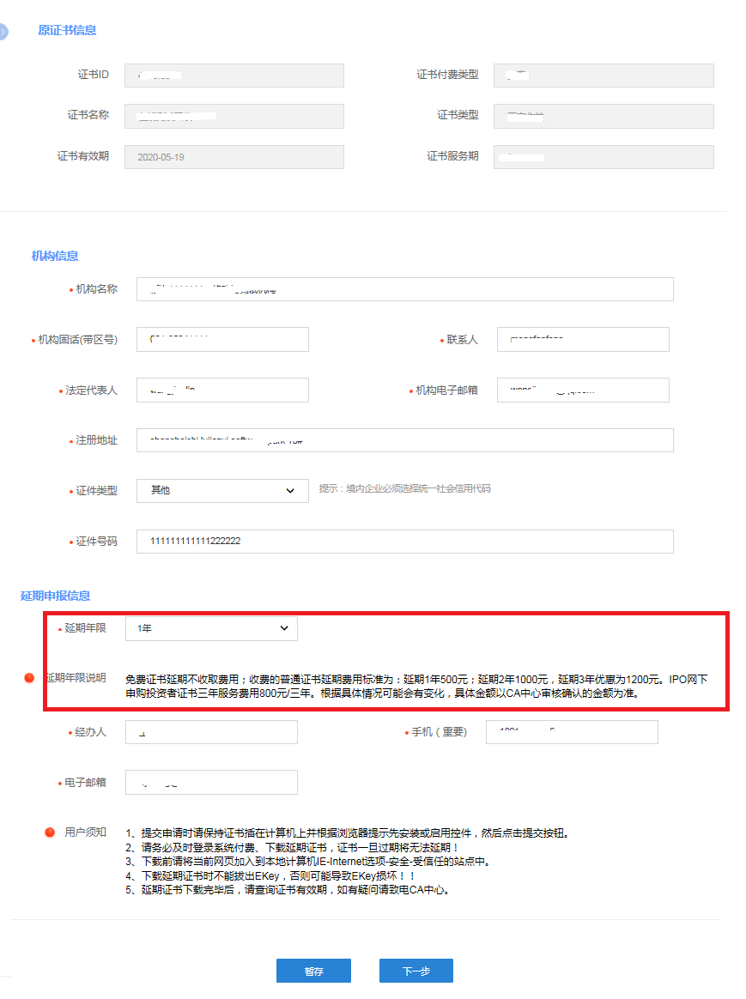 原证书信息
证书ID 证书付费类型
证书名称 证书类型
证书有效期 2020-05-19 证书服务期
机构信息
机构名称
机构固话(带区号) 联系人
法定代表人 机构电子邮箱
注册地址
证件类型 其他 提示：境内企业必须选择统一社会信用代码
证件号码 111111111111222222
延期申报信息
延期年限 1年
延期年限说明 免费证书延期不收取费用；收费的普通证书延期费用标准为：延期1年500元；延期2年1000元，延期3年优惠为1200元。IPO网下
申购投资者证书三年服务费用800元/三年。根据具体情况可能会有变化，具体金额以CA中心审核确认的金额为准。
经办人 手机（重要）
电子邮箱
用户须知 1、提交申请时请保持证书插在计算机上并根据浏览器提示先安装或启用控件，然后点击提交按钮。
2、请务必及时登录系统付费、下载延期证书，证书一旦过期将无法延期！
3、下载前请将当前网页加入到本地计算机IE-Internet选项-安全-受信任的站点中。
4、下载延期证书时不能拔出EKey，否则可能导致EKey损坏！！
5、延期证书下载完毕后，请查询证书有效期，如有疑问请致电CA中心。
暂存 下一步